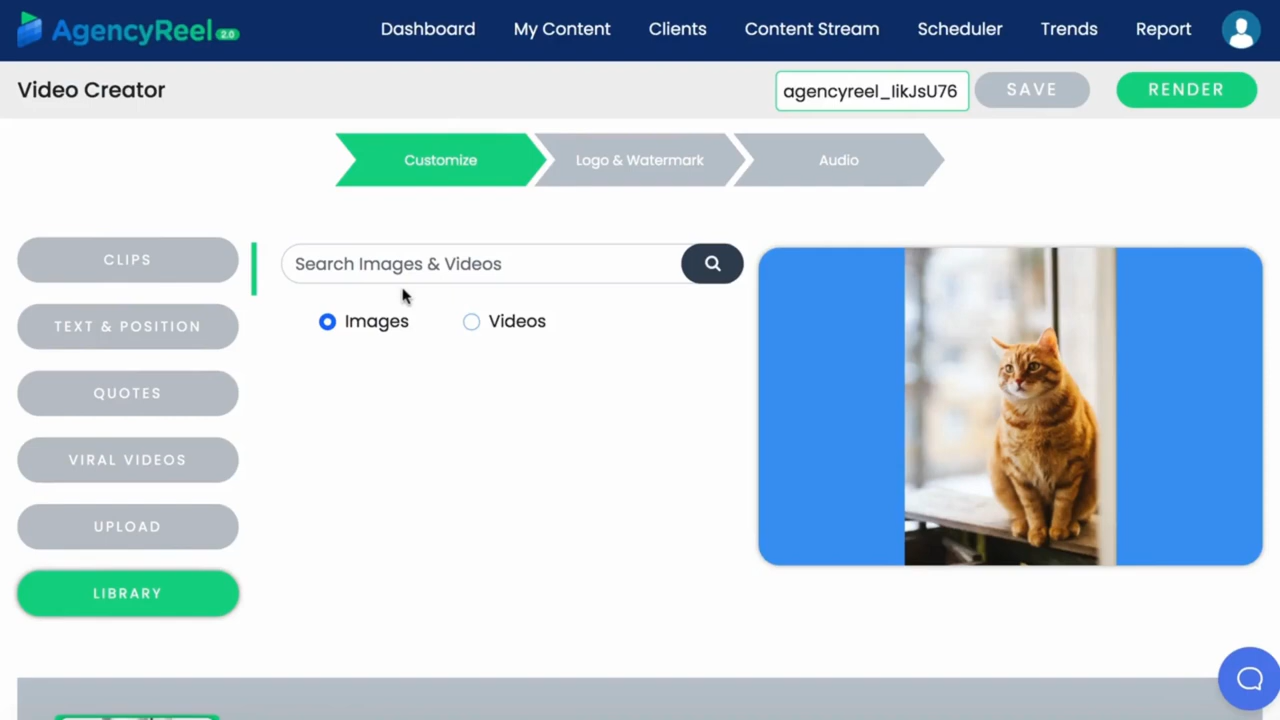 AgencyReel 2.0
Dashboard
My Content
Clients
Content Stream
Scheduler
Trends
Report
Video Creator
agencyreel_IikJsU76
SAVE
RENDER
Customize
Logo & Watermark
Audio
CLIPS
TEXT & POSITION
QUOTES
VIRAL VIDEOS
UPLOAD
LIBRARY
Search Images & Videos
Images
Videos